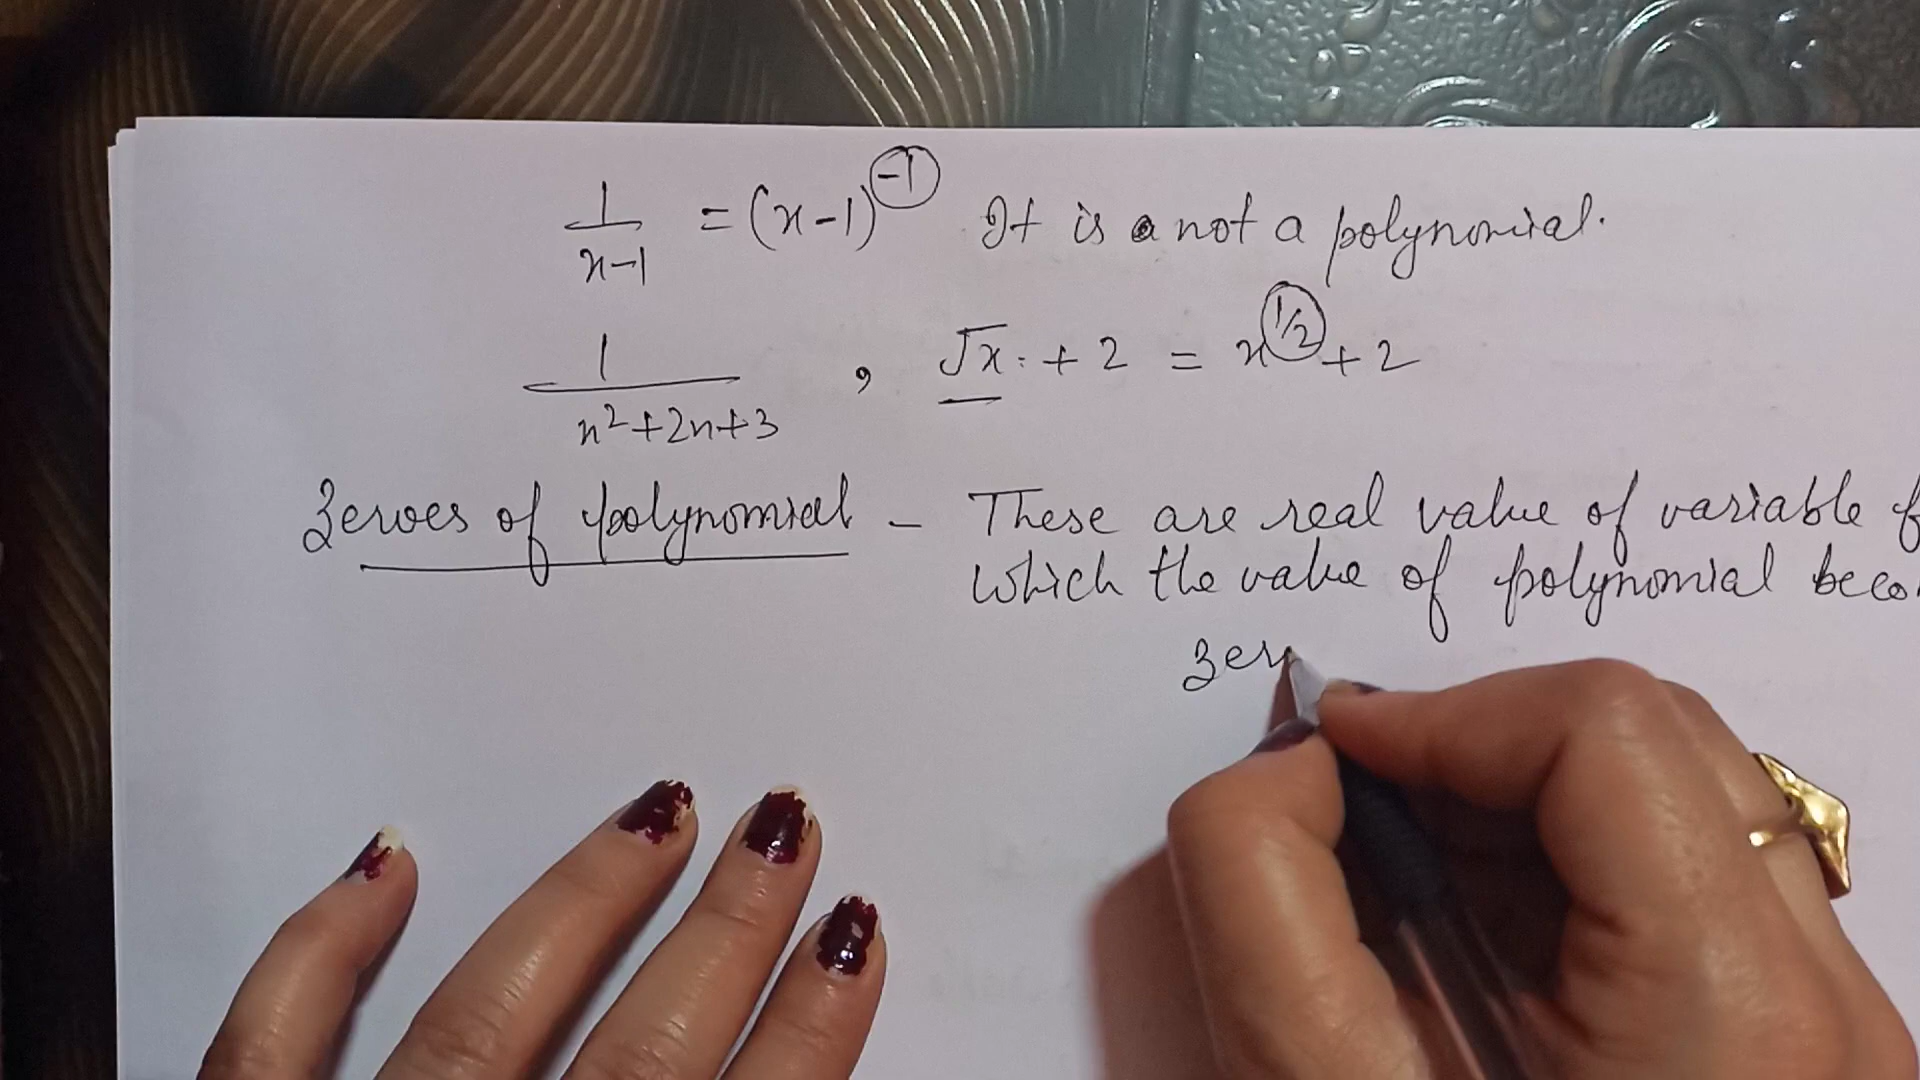 1/(x-1) = (x-1)^(-1) It is a not a polynomial.
1/(x²+2x+3) , √x + 2 = x^(1/2) + 2
Zeroes of polynomial - These are real value of variable f
which the value of polynomial beco
zer